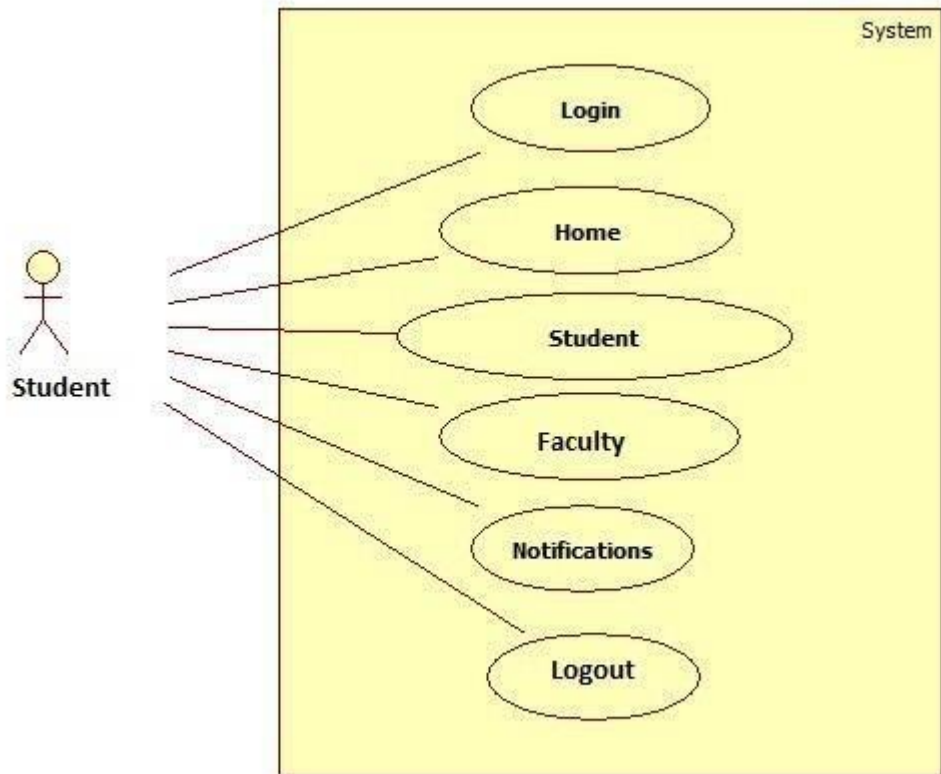 System
Login
Home
Student
Student
Faculty
Notifications
Logout